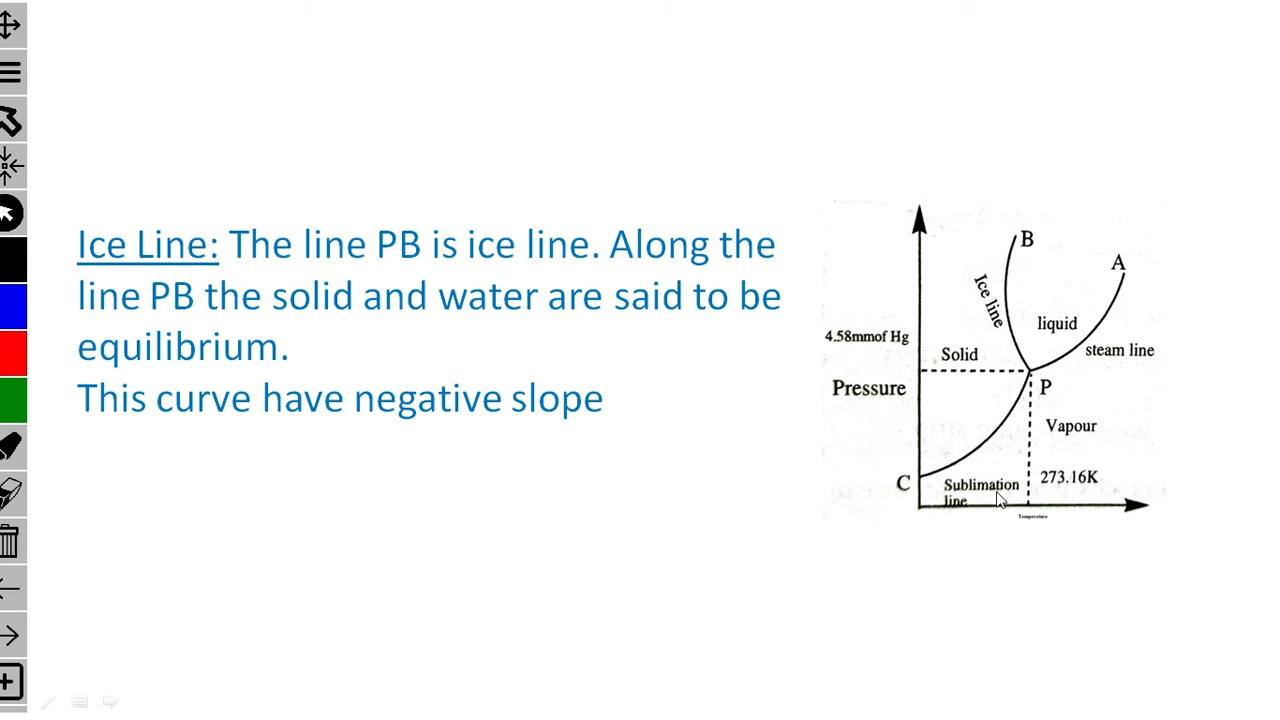 Ice Line: The line PB is ice line. Along the
line PB the solid and water are said to be
equilibrium.
This curve have negative slope
B
A
Ice line
liquid
4.58mmof Hg
Solid
steam line
Pressure
P
Vapour
C
Sublimation
line
273.16K
Temperature